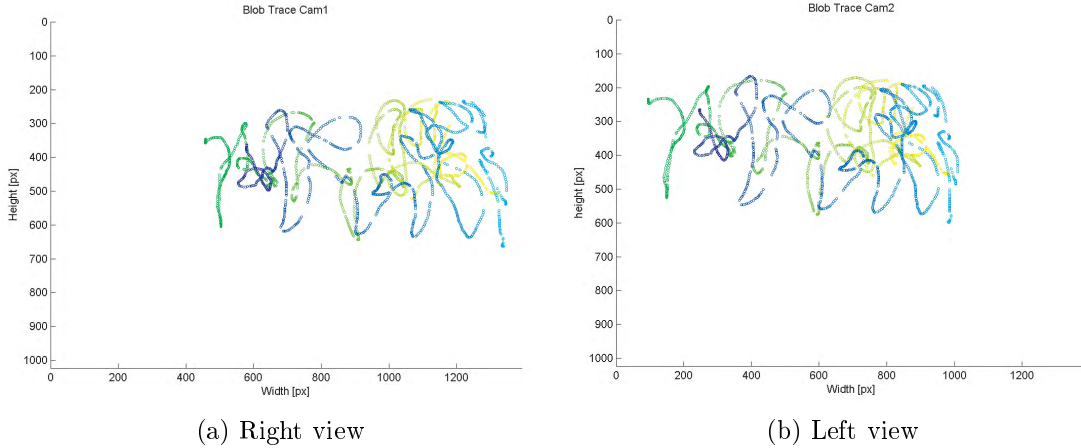 Blob Trace Cam1
0
100
200
300
400
500
600
700
800
900
1000
0 200 400 600 800 1000 1200
Height [px]
Width [px]
(a) Right view
Blob Trace Cam2
0
100
200
300
400
500
600
700
800
900
1000
0 200 400 600 800 1000 1200
height [px]
Width [px]
(b) Left view